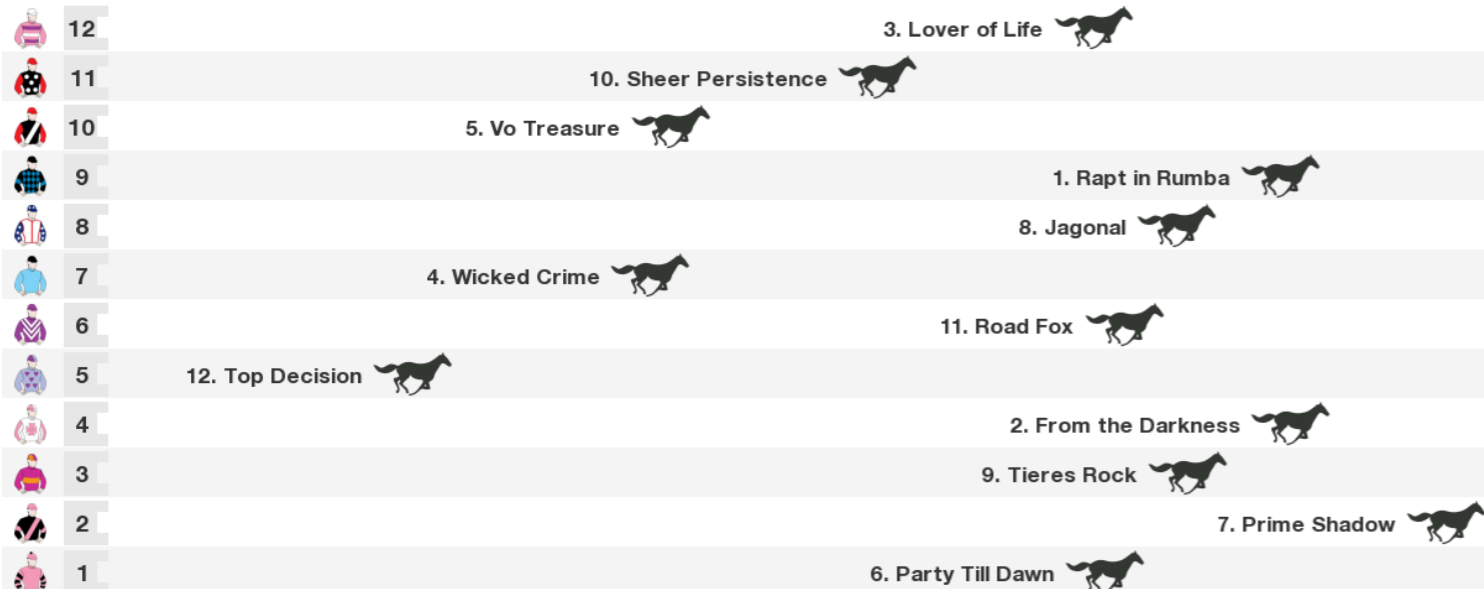 12 3. Lover of Life
11 10. Sheer Persistence
10 5. Vo Treasure
9 1. Rapt in Rumba
8 8. Jagonal
7 4. Wicked Crime
6 11. Road Fox
5 12. Top Decision
4 2. From the Darkness
3 9. Tieres Rock
2 7. Prime Shadow
1 6. Party Till Dawn